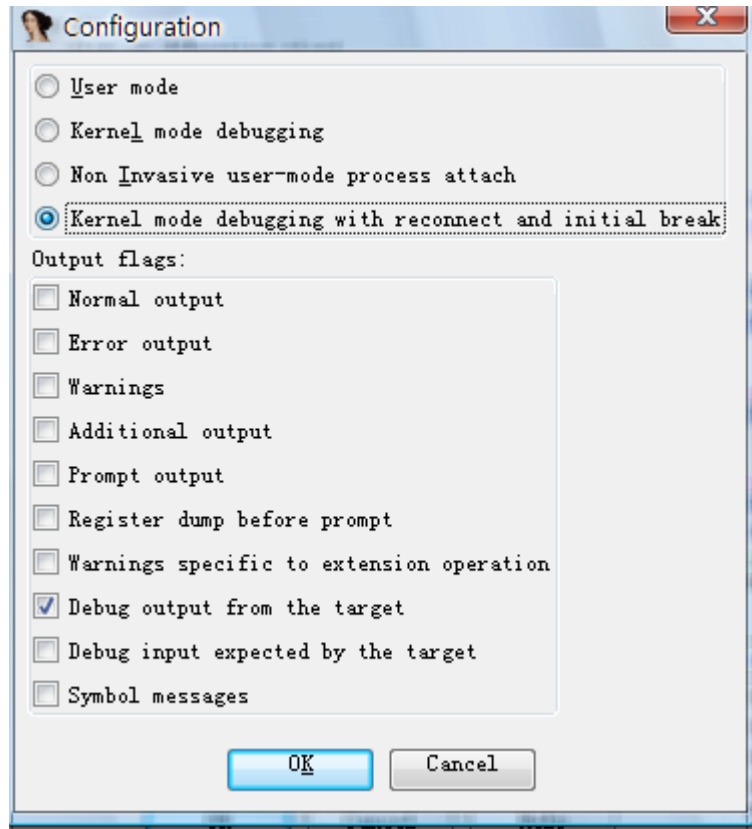 Configuration
User mode
Kernel mode debugging
Non Invasive user-mode process attach
Kernel mode debugging with reconnect and initial break
Output flags:
Normal output
Error output
Warnings
Additional output
Prompt output
Register dump before prompt
Warnings specific to extension operation
Debug output from the target
Debug input expected by the target
Symbol messages
OK Cancel